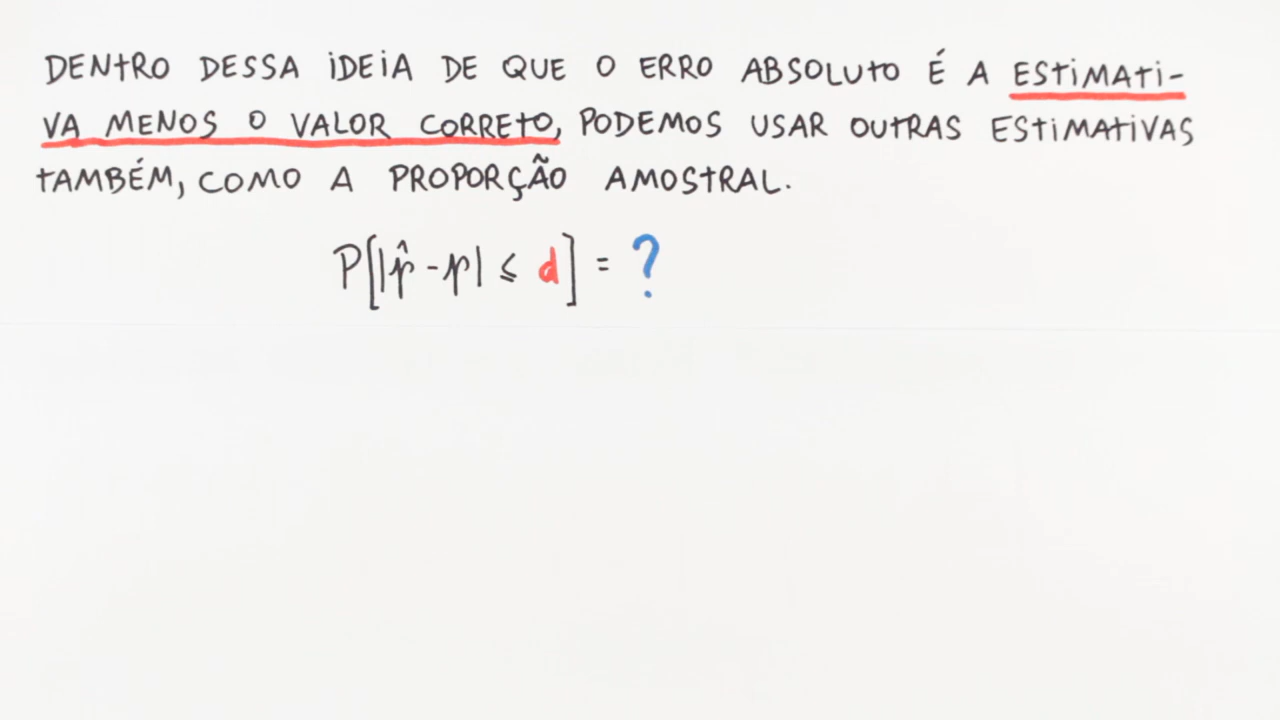 DENTRO DESSA IDEIA DE QUE O ERRO ABSOLUTO É A ESTIMATI-
VA MENOS O VALOR CORRETO, PODEMOS USAR OUTRAS ESTIMATIVAS
TAMBÉM, COMO A PROPORÇÃO AMOSTRAL.
P[|p̂ - p| ⩽ d] = ?